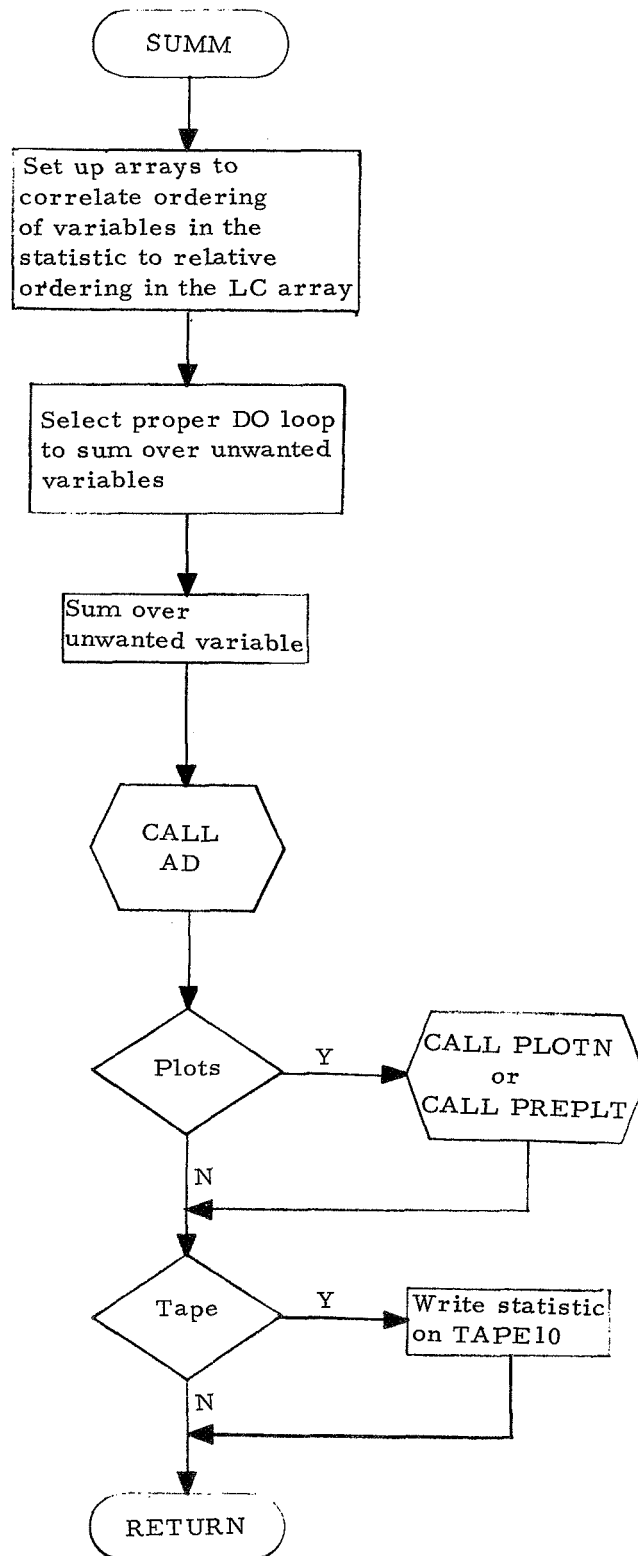 SUMM
Set up arrays to
correlate ordering
of variables in the
statistic to relative
ordering in the LC array
Select proper DO loop
to sum over unwanted
variables
Sum over
unwanted variable
CALL
AD
Plots
Y
CALL PLOTN
or
CALL PREPLT
N
Tape
Y
Write statistic
on TAPE10
N
RETURN